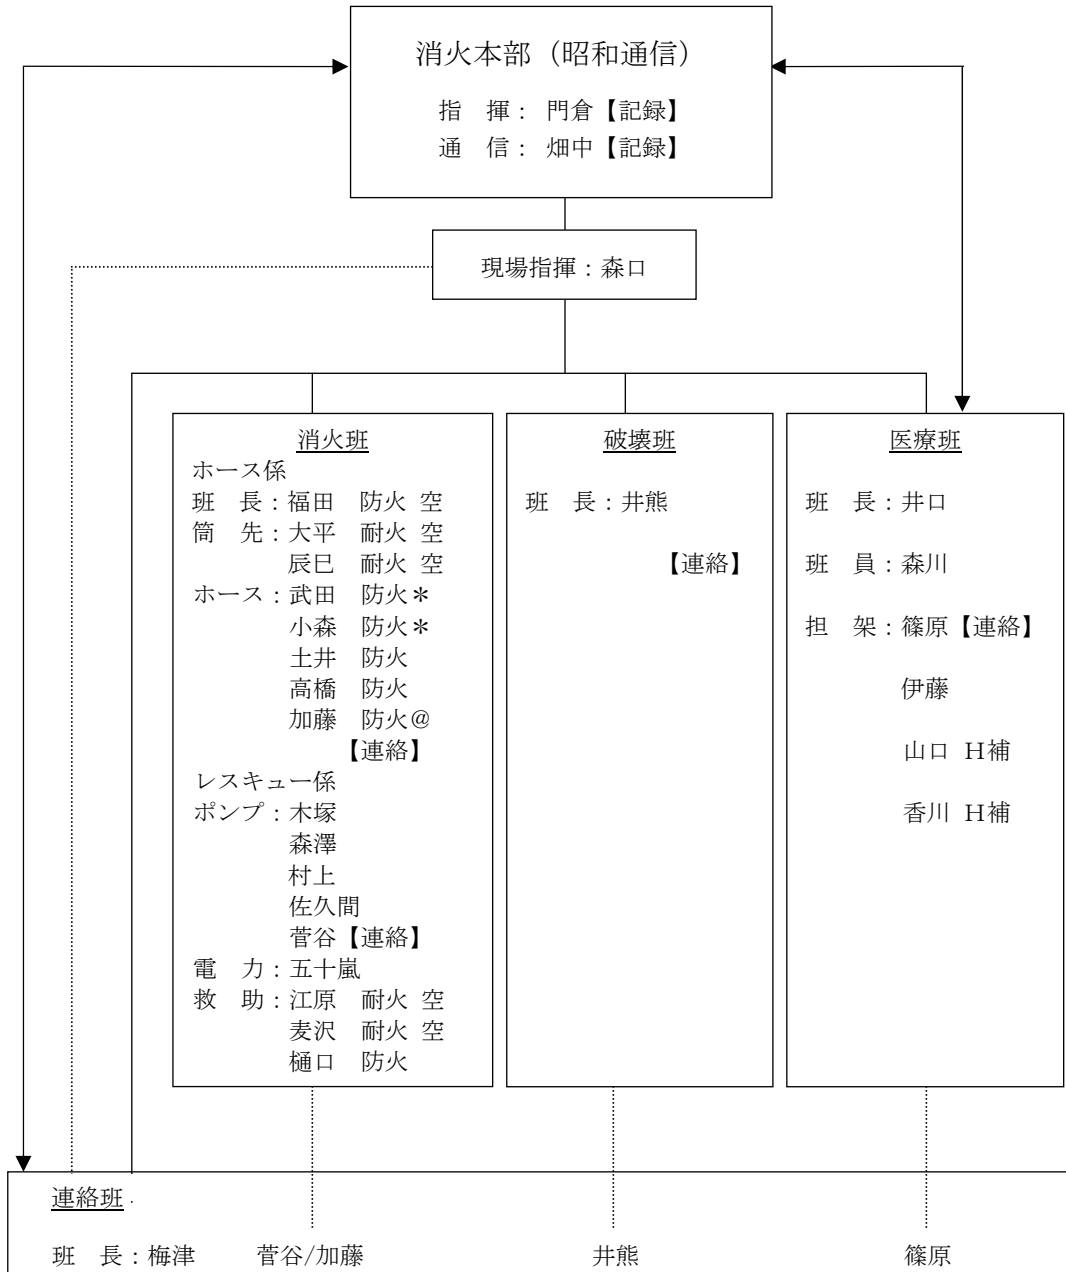 消火本部（昭和通信）
指　揮： 門倉【記録】
通　信： 畑中【記録】
現場指揮：森口
消火班
ホース係
班　長：福田　防火 空
筒　先：大平　耐火 空
辰巳　耐火 空
ホース：武田　防火＊
小森　防火＊
土井　防火
高橋　防火
加藤　防火＠
【連絡】
レスキュー係
ポンプ：木塚
森澤
村上
佐久間
菅谷【連絡】
電　力：五十嵐
救　助：江原　耐火 空
麦沢　耐火 空
樋口　防火
破壊班
班　長：井熊
【連絡】
医療班
班　長：井口
班　員：森川
担　架：篠原【連絡】
伊藤
山口 Ｈ補
香川 Ｈ補
連絡班
班　長：梅津　菅谷/加藤　井熊　篠原